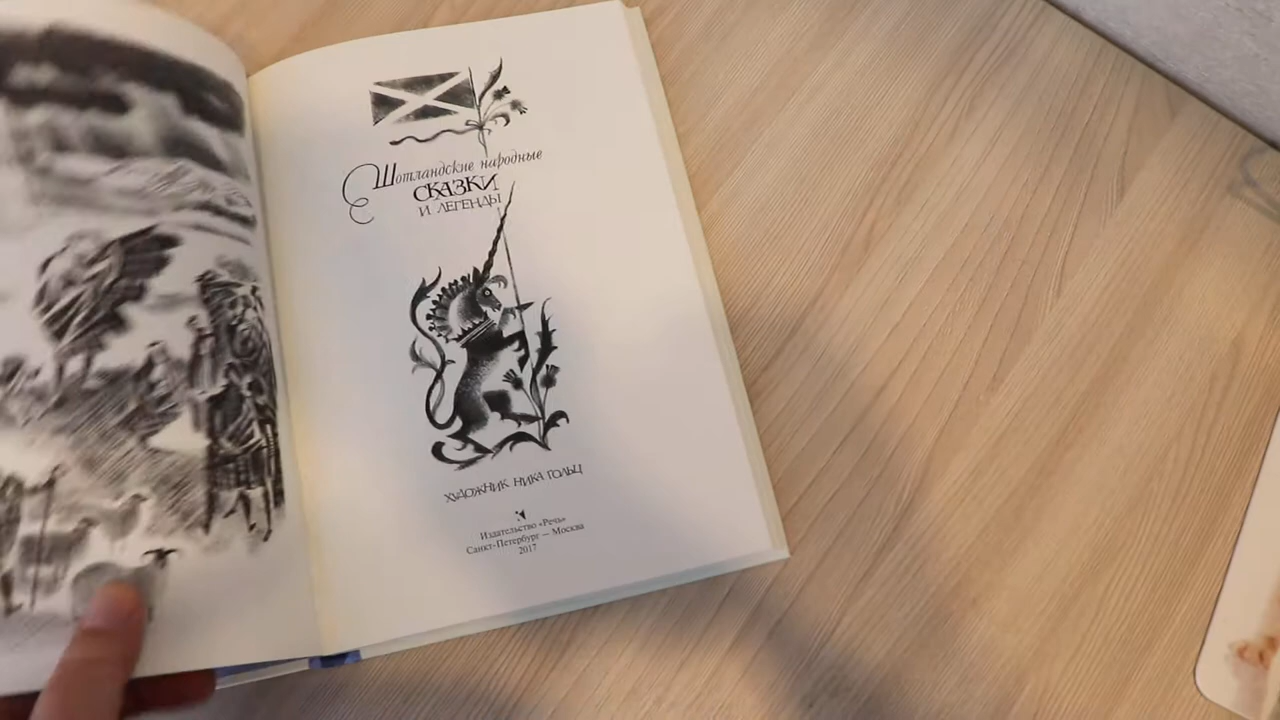 Шотландские народные
СКАЗКИ
И ЛЕГЕНДЫ
ХУДОЖНИК НИКА ГОЛЬЦ
Издательство «Речь»
Санкт-Петербург — Москва
2017